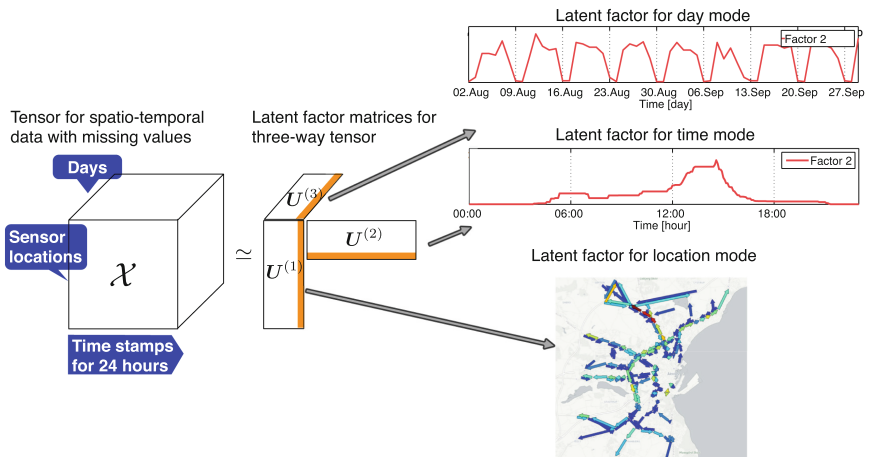 Latent factor for day mode
Factor 2
02.Aug 09.Aug 16.Aug 23.Aug 30.Aug 06.Sep 13.Sep 20.Sep 27.Sep
Time [day]
Tensor for spatio-temporal
data with missing values
Latent factor matrices for
three-way tensor
Latent factor for time mode
Factor 2
00:00 06:00 12:00 18:00
Time [hour]
Days
Sensor
locations
𝒳
≃
U(3)
U(2)
U(1)
Time stamps
for 24 hours
Latent factor for location mode